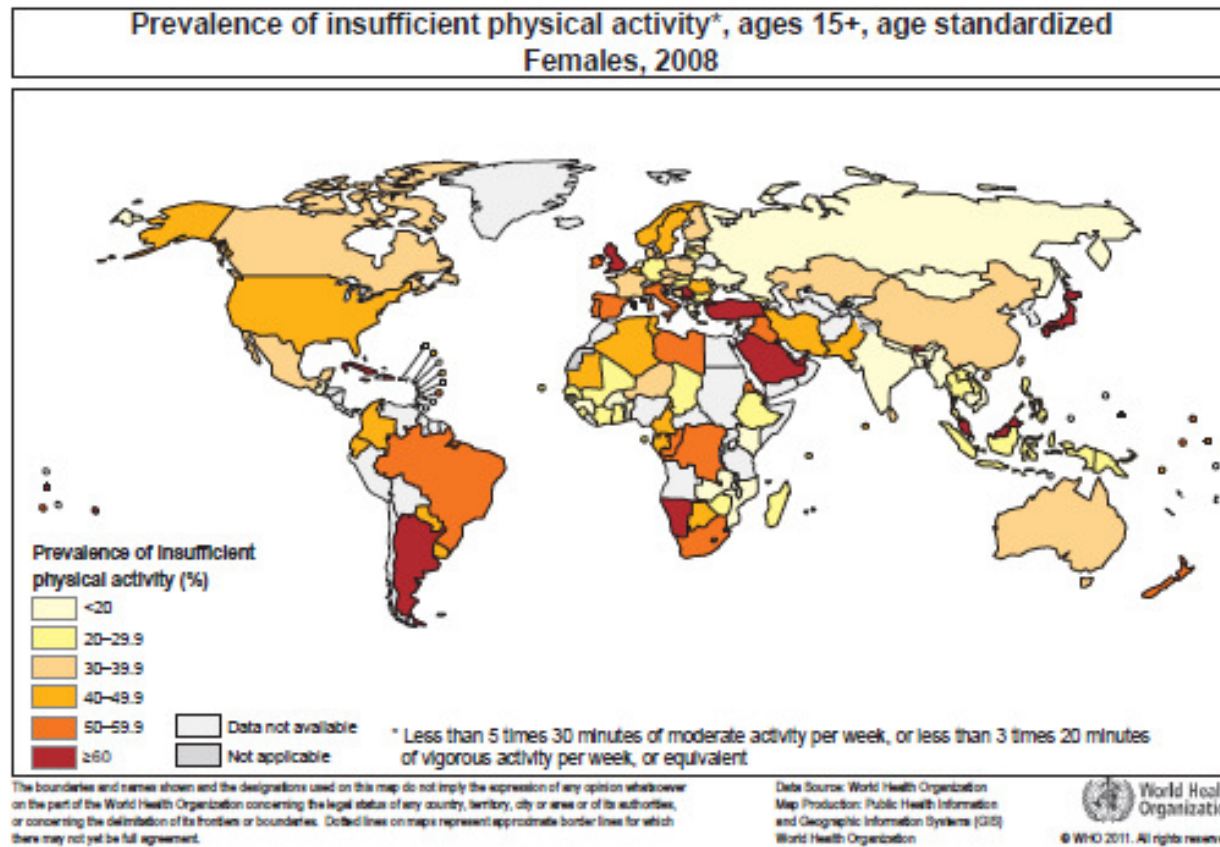 Prevalence of insufficient physical activity*, ages 15+, age standardized
Females, 2008
Prevalence of insufficient
physical activity (%)
<20
20–29.9
30–39.9
40–49.9
50–59.9
≥60
Data not available
Not applicable
* Less than 5 times 30 minutes of moderate activity per week, or less than 3 times 20 minutes
of vigorous activity per week, or equivalent
The boundaries and names shown and the designations used on this map do not imply the expression of any opinion whatsoever
on the part of the World Health Organization concerning the legal status of any country, territory, city or area or of its authorities,
or concerning the delimitation of its frontiers or boundaries. Dotted lines on maps represent approximate border lines for which
there may not yet be full agreement.
Data Source: World Health Organization
Map Production: Public Health Information
and Geographic Information Systems (GIS)
World Health Organization
World Heal
Organizatio
© WHO 2011. All rights reserve